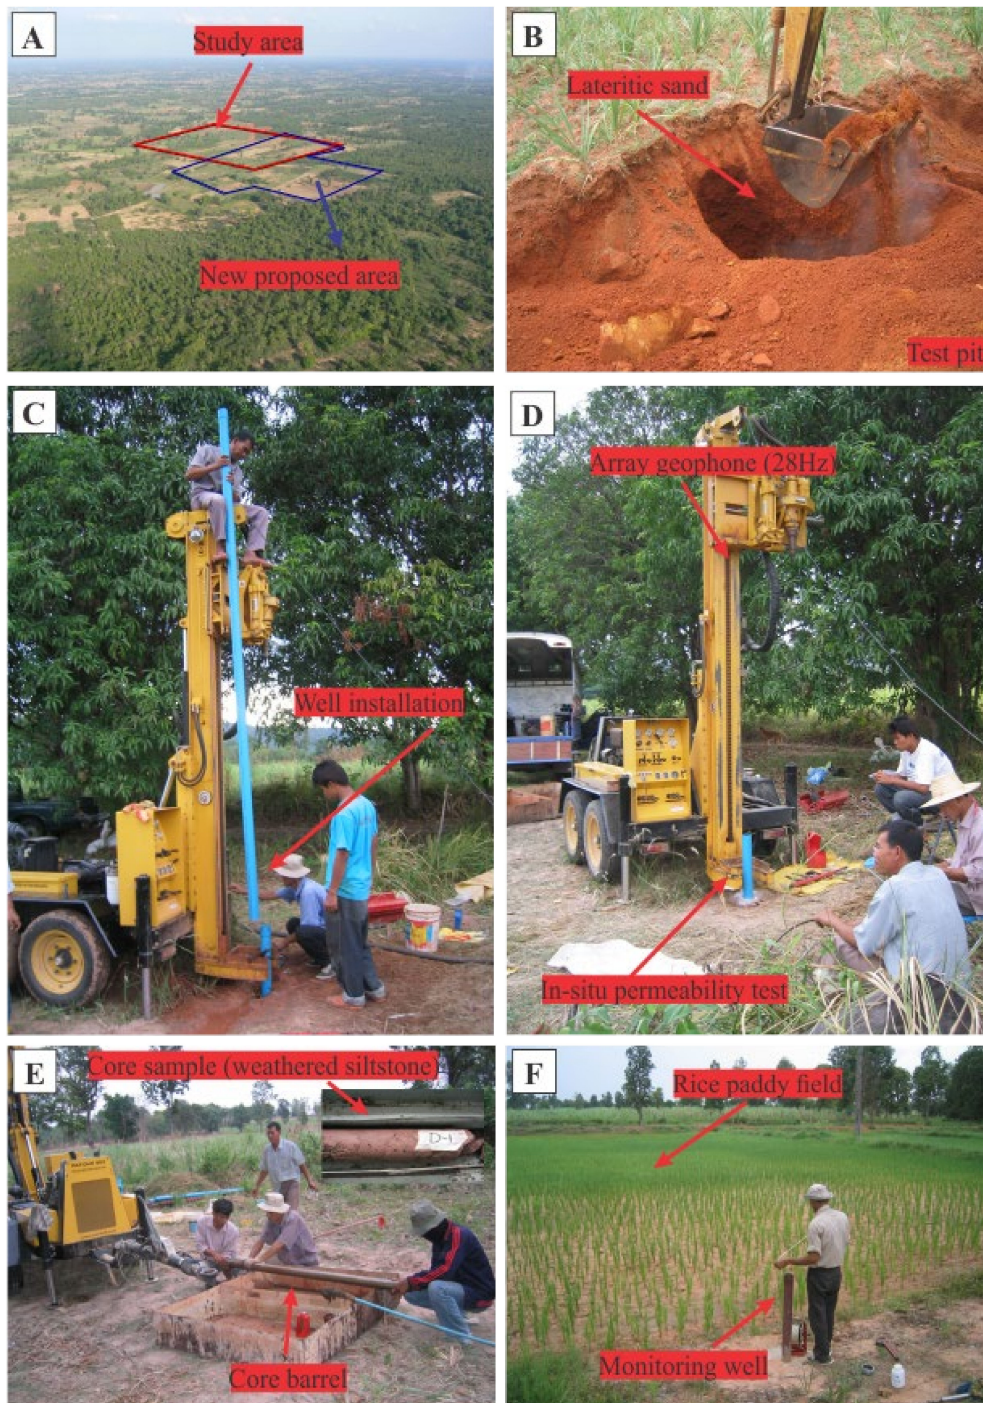 A
Study area
New proposed area
B
Lateritic sand
Test pit
C
Well installation
D
Array geophone (28Hz)
In-situ permeability test
E
Core sample (weathered siltstone)
D-1
Core barrel
F
Rice paddy field
Monitoring well